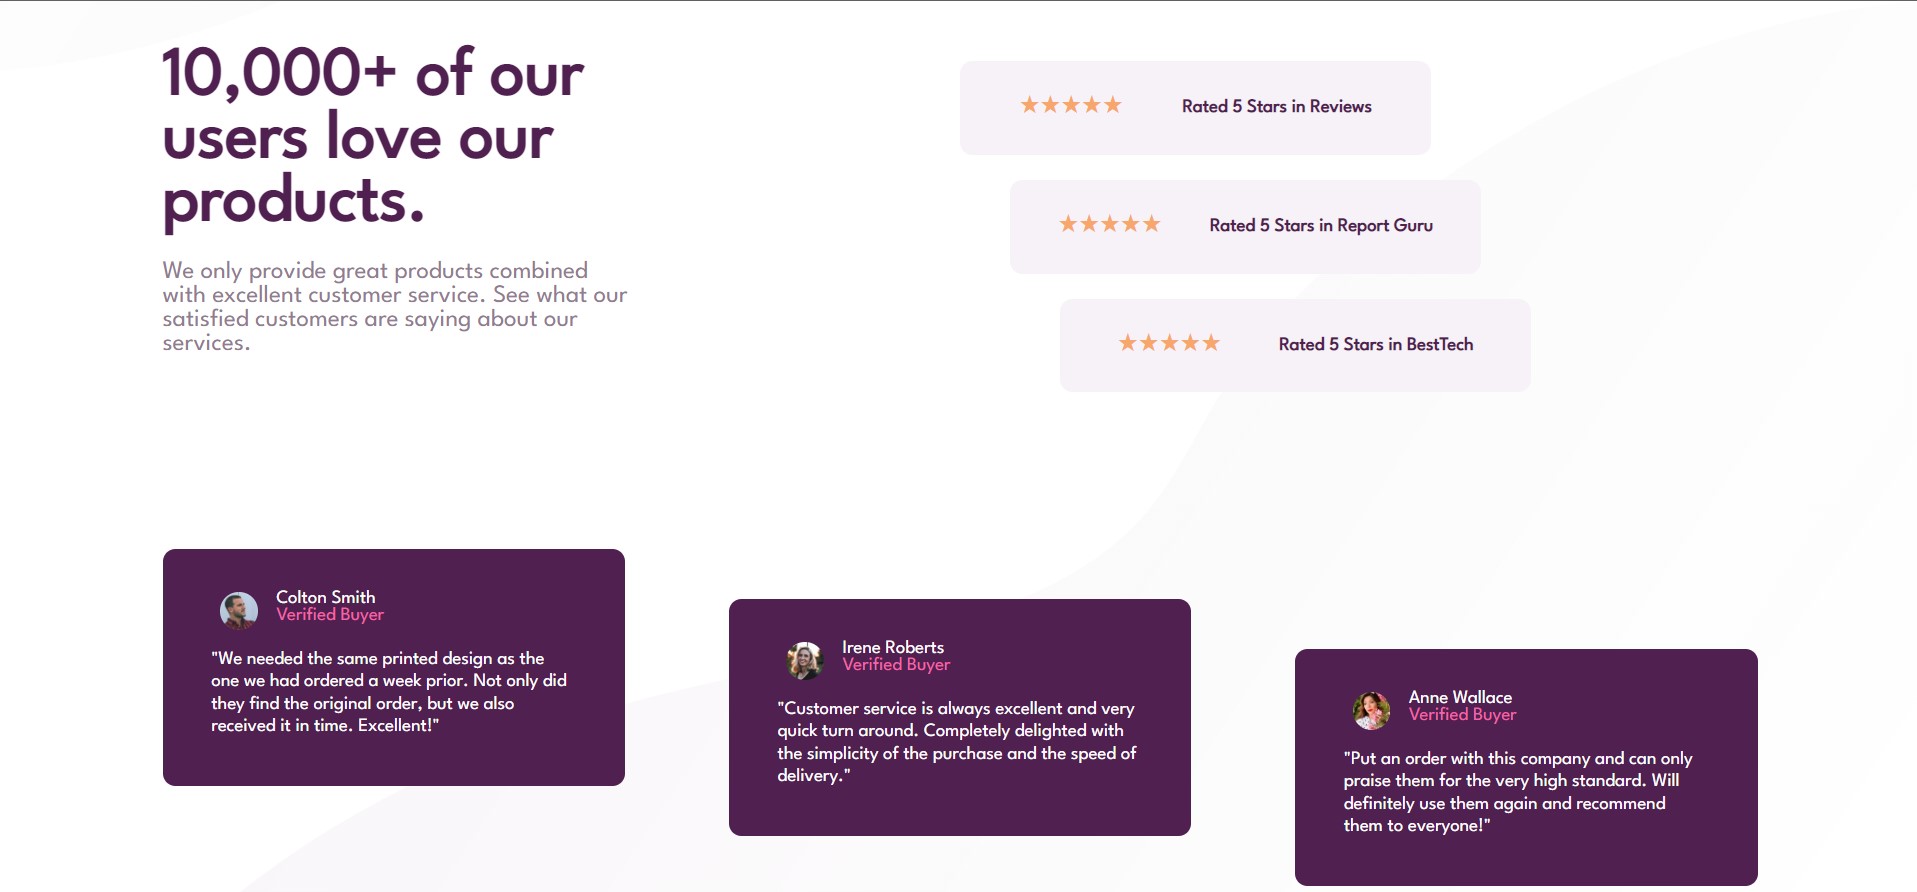 10,000+ of our
users love our
products.
We only provide great products combined
with excellent customer service. See what our
satisfied customers are saying about our
services.
Rated 5 Stars in Reviews
Rated 5 Stars in Report Guru
Rated 5 Stars in BestTech
Colton Smith
Verified Buyer
"We needed the same printed design as the
one we had ordered a week prior. Not only did
they find the original order, but we also
received it in time. Excellent!"
Irene Roberts
Verified Buyer
"Customer service is always excellent and very
quick turn around. Completely delighted with
the simplicity of the purchase and the speed of
delivery."
Anne Wallace
Verified Buyer
"Put an order with this company and can only
praise them for the very high standard. Will
definitely use them again and recommend
them to everyone!"